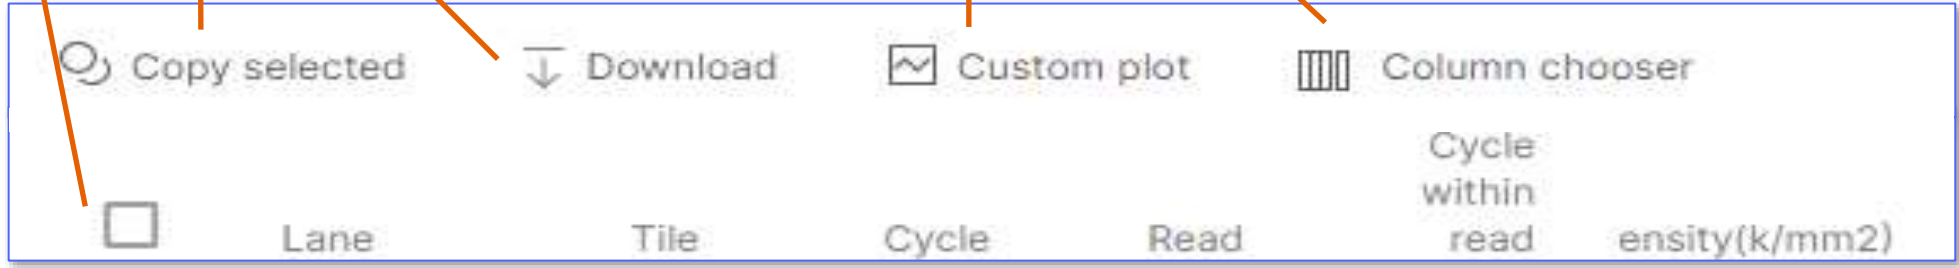 Copy selected Download Custom plot Column chooser
Cycle
within
Lane Tile Cycle Read read ensity(k/mm2)